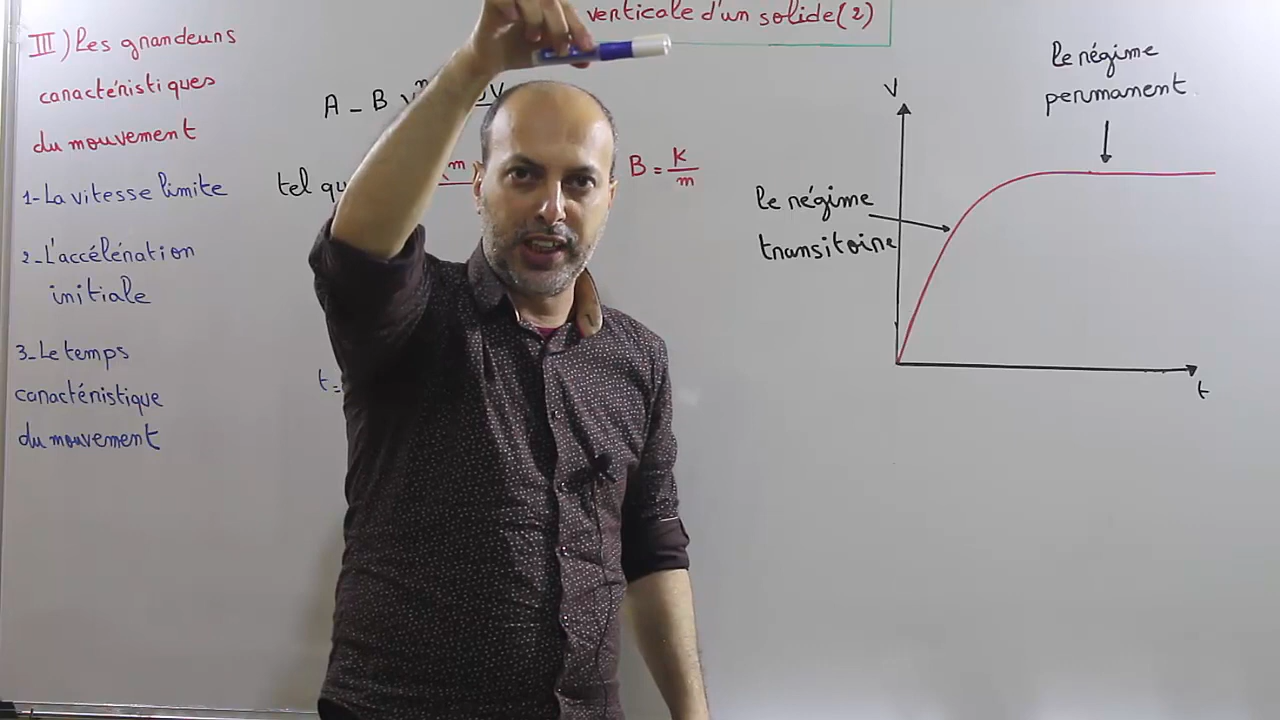 verticale d'un solide (2)
III) Les grandeurs
caractéristiques
du mouvement
1- La vitesse limite
2- L'accélération
initiale
3- Le temps
caractéristique
du mouvement
A - B v
tel qu
m
B = K/m
t =
le régime
permanent
V
le régime
transitoire
t